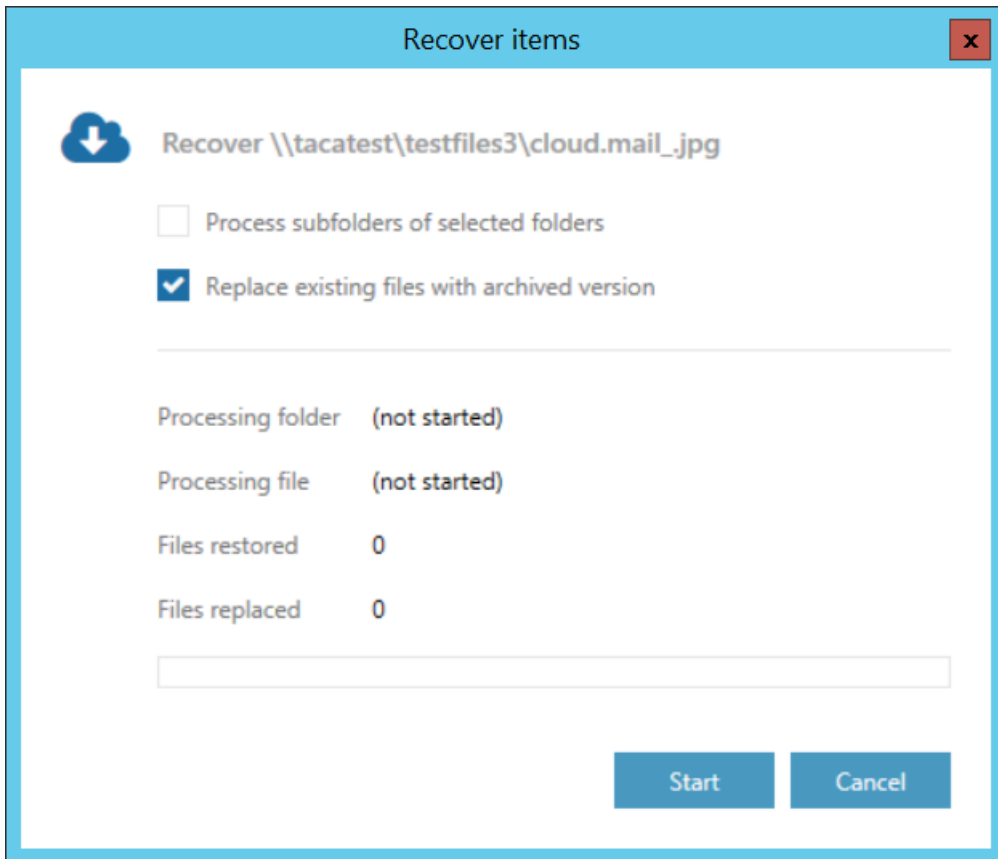 Recover items
x
Recover \\tacatest\testfiles3\cloud.mail_.jpg
Process subfolders of selected folders
Replace existing files with archived version
Processing folder (not started)
Processing file (not started)
Files restored 0
Files replaced 0
Start Cancel